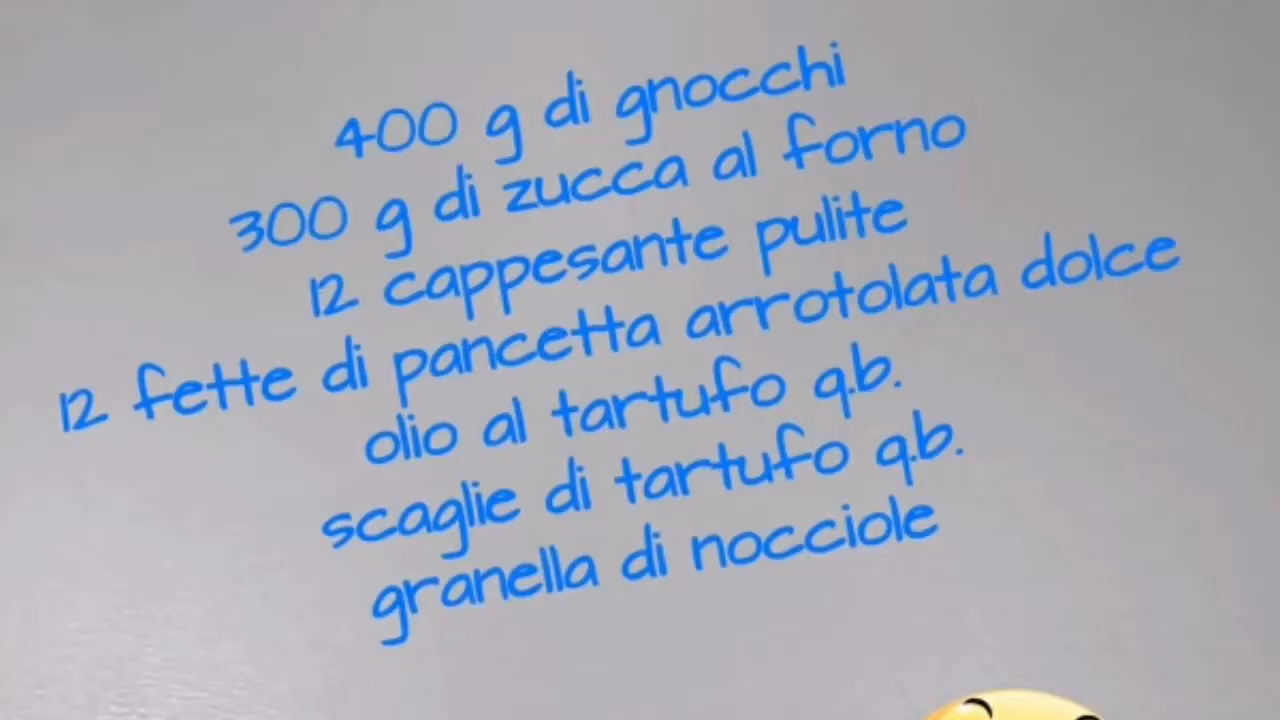 400 g di gnocchi
300 g di zucca al forno
12 cappesante pulite
12 fette di pancetta arrotolata dolce
olio al tartufo q.b.
scaglie di tartufo q.b.
granella di nocciole